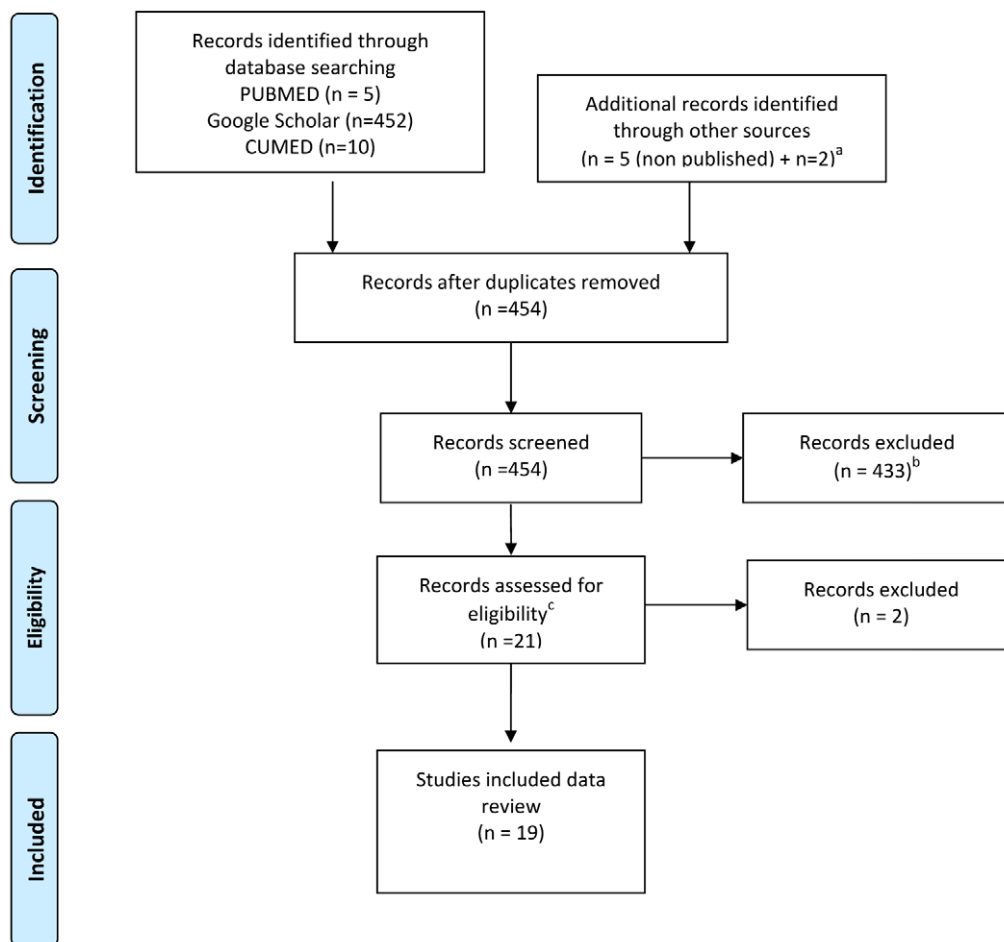 Identification
Records identified through
database searching
PUBMED (n = 5)
Google Scholar (n=452)
CUMED (n=10)
Additional records identified
through other sources
(n = 5 (non published) + n=2)a
Records after duplicates removed
(n =454)
Screening
Records screened
(n =454)
Records excluded
(n = 433)b
Eligibility
Records assessed for
eligibilityc
(n =21)
Records excluded
(n = 2)
Included
Studies included data
review
(n = 19)